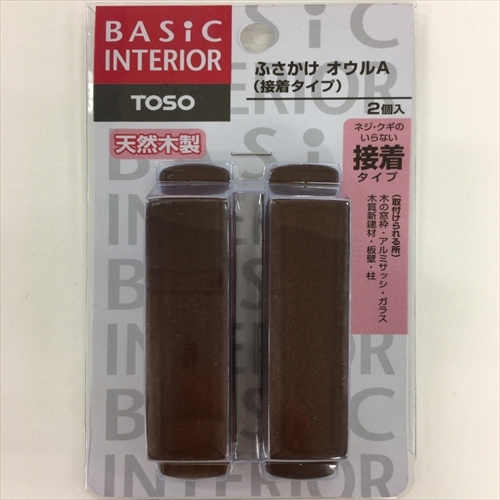 BASiC
INTERIOR
TOSO
ふさかけ オウルA
(接着タイプ)
2個入
天然木製
ネジ・クギの
いらない
接着
タイプ
(取付けられる所)
木の窓枠・アルミサッシ・ガラス
木質新建材・板壁・柱
BASiC
INTERIOR